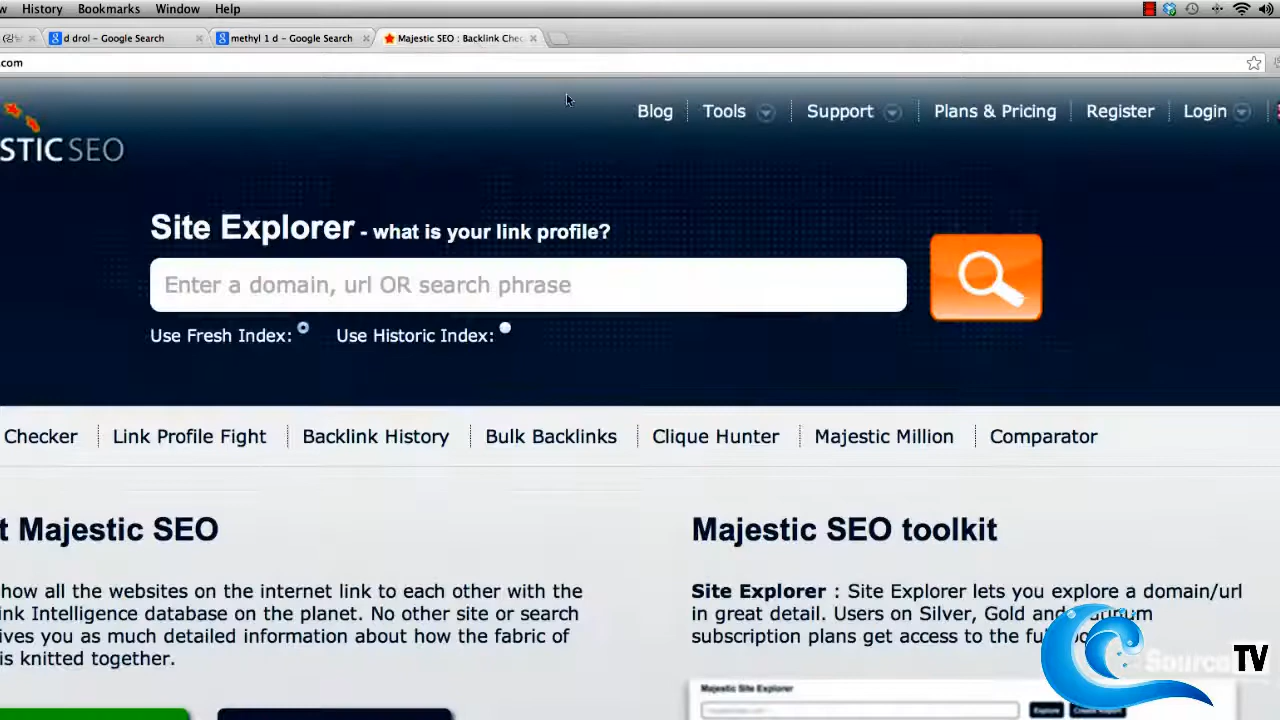 History Bookmarks Window Help
d drol – Google Search
methyl 1 d – Google Search
Majestic SEO : Backlink Chec
.com
STIC SEO
Blog Tools Support Plans & Pricing Register Login
Site Explorer - what is your link profile?
Enter a domain, url OR search phrase
Use Fresh Index: Use Historic Index:
Checker Link Profile Fight Backlink History Bulk Backlinks Clique Hunter Majestic Million Comparator
t Majestic SEO
how all the websites on the internet link to each other with the
ink Intelligence database on the planet. No other site or search
ives you as much detailed information about how the fabric of
is knitted together.
Majestic SEO toolkit
Site Explorer : Site Explorer lets you explore a domain/url
in great detail. Users on Silver, Gold and
subscription plans get access to the
Source TV
Majestic Site Explorer
Explore